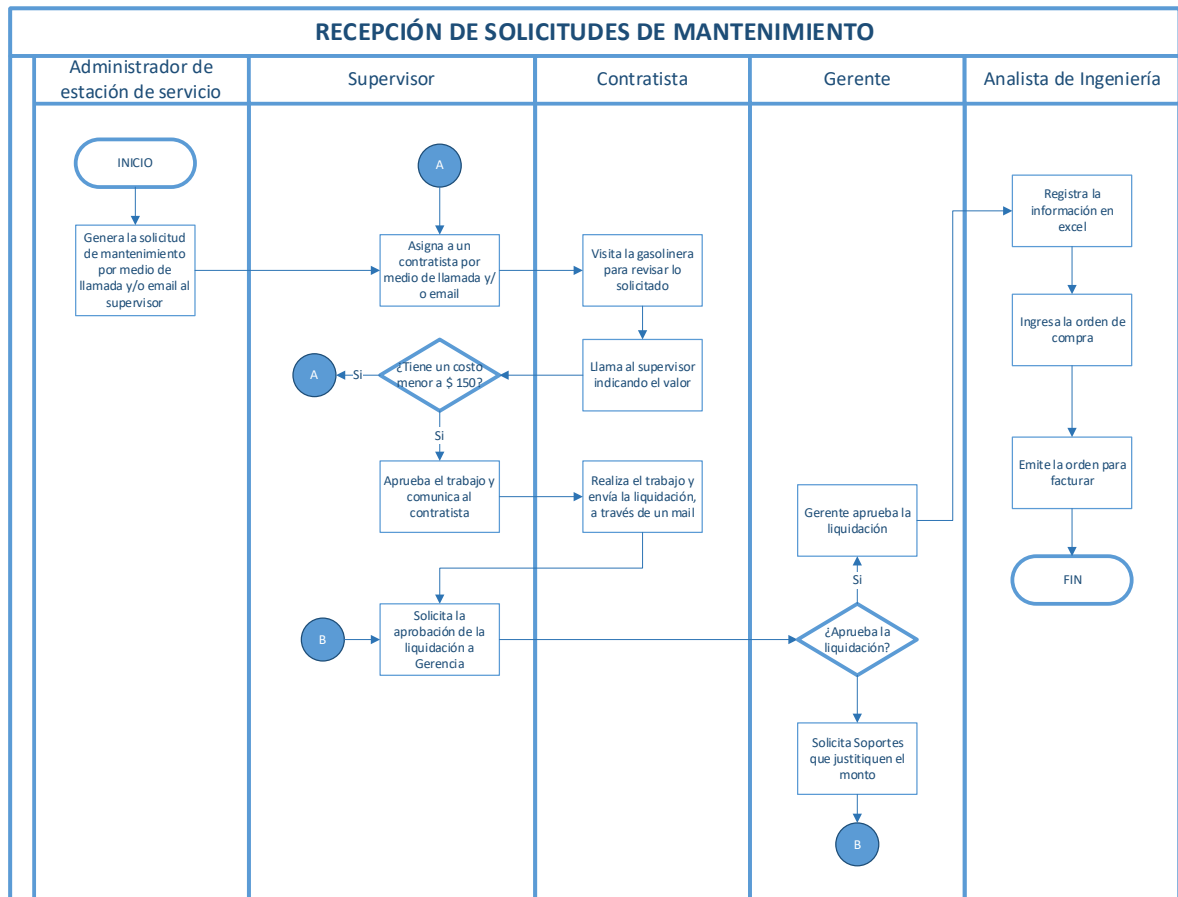 RECEPCIÓN DE SOLICITUDES DE MANTENIMIENTO
Administrador de
estación de servicio
Supervisor
Contratista
Gerente
Analista de Ingeniería
INICIO
Genera la solicitud
de mantenimiento
por medio de
llamada y/o email al
supervisor
A
Asigna a un
contratista por
medio de llamada y/
o email
Visita la gasolinera
para revisar lo
solicitado
Llama al supervisor
indicando el valor
¿Tiene un costo
menor a $ 150?
Si
A
Si
Aprueba el trabajo y
comunica al
contratista
Realiza el trabajo y
envía la liquidación,
a través de un mail
B
Solicita la
aprobación de la
liquidación a
Gerencia
¿Aprueba la
liquidación?
Si
Gerente aprueba la
liquidación
Solicita Soportes
que justitiquen el
monto
B
Registra la
información en
excel
Ingresa la orden de
compra
Emite la orden para
facturar
FIN